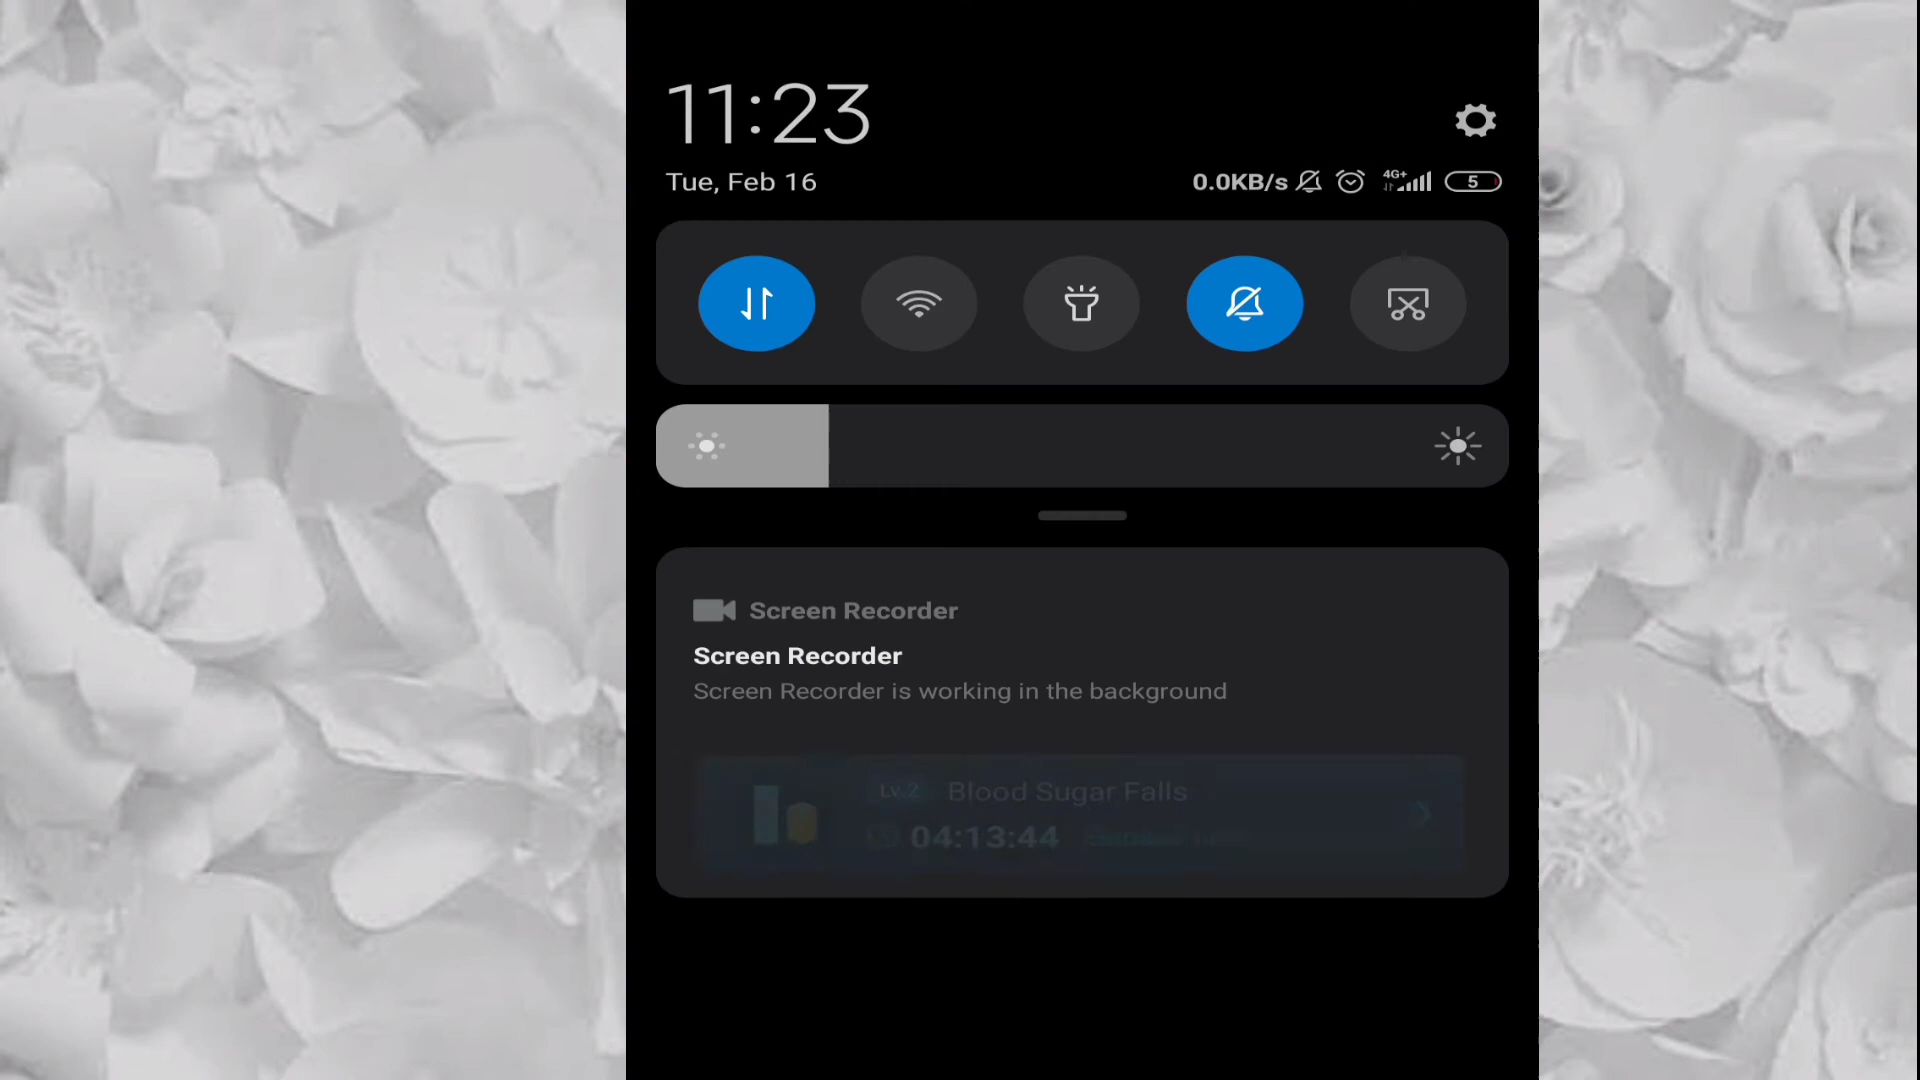 11:23
Tue, Feb 16
0.0KB/s 4G+ 5
Screen Recorder
Screen Recorder
Screen Recorder is working in the background
Lv.2 Blood Sugar Falls
04:13:44